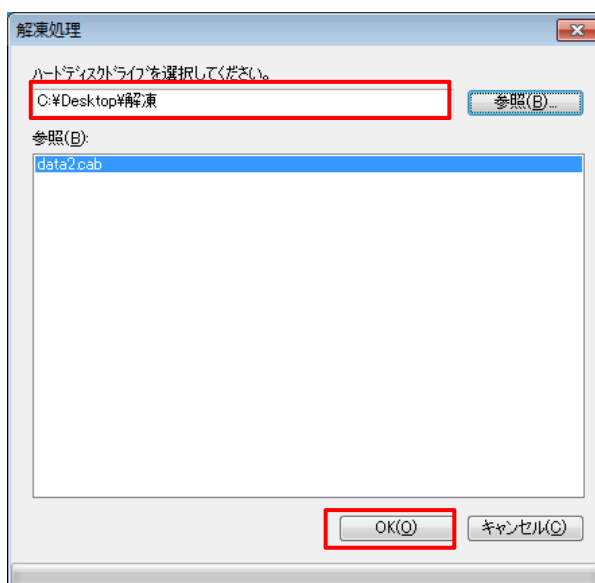 解凍処理
ハードディスクドライブを選択してください。
C:¥Desktop¥解凍
参照(B)...
参照(B):
data2.cab
OK(O)
キャンセル(C)